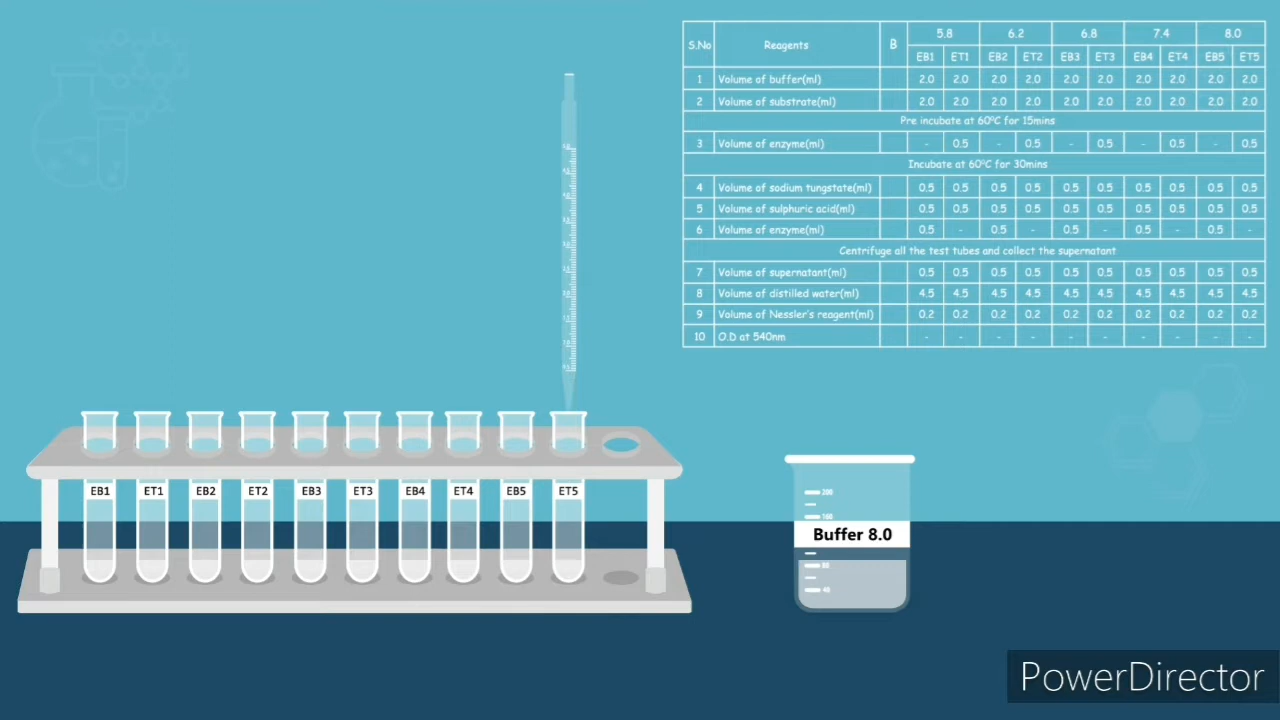 S.No Reagents B 5.8 6.2 6.8 7.4 8.0
EB1 ET1 EB2 ET2 EB3 ET3 EB4 ET4 EB5 ET5
1 Volume of buffer(ml) 2.0 2.0 2.0 2.0 2.0 2.0 2.0 2.0 2.0 2.0
2 Volume of substrate(ml) 2.0 2.0 2.0 2.0 2.0 2.0 2.0 2.0 2.0 2.0
Pre incubate at 60°C for 15mins
3 Volume of enzyme(ml) - 0.5 - 0.5 - 0.5 - 0.5 - 0.5
Incubate at 60°C for 30mins
4 Volume of sodium tungstate(ml) 0.5 0.5 0.5 0.5 0.5 0.5 0.5 0.5 0.5 0.5
5 Volume of sulphuric acid(ml) 0.5 0.5 0.5 0.5 0.5 0.5 0.5 0.5 0.5 0.5
6 Volume of enzyme(ml) 0.5 - 0.5 - 0.5 - 0.5 - 0.5 -
Centrifuge all the test tubes and collect the supernatant
7 Volume of supernatant(ml) 0.5 0.5 0.5 0.5 0.5 0.5 0.5 0.5 0.5 0.5
8 Volume of distilled water(ml) 4.5 4.5 4.5 4.5 4.5 4.5 4.5 4.5 4.5 4.5
9 Volume of Nessler's reagent(ml) 0.2 0.2 0.2 0.2 0.2 0.2 0.2 0.2 0.2 0.2
10 O.D at 540nm - - - - - - - - - -
EB1 ET1 EB2 ET2 EB3 ET3 EB4 ET4 EB5 ET5
200
160
Buffer 8.0
80
40
PowerDirector